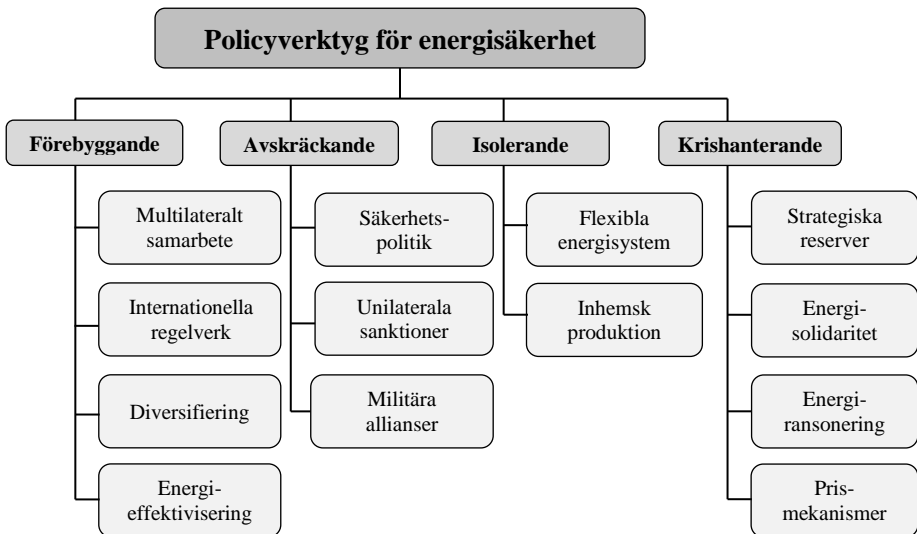 Policyverktyg för energisäkerhet
Förebyggande
Multilateralt
samarbete
Internationella
regelverk
Diversifiering
Energi-
effektivisering
Avskräckande
Säkerhets-
politik
Unilaterala
sanktioner
Militära
allianser
Isolerande
Flexibla
energisystem
Inhemsk
produktion
Krishanterande
Strategiska
reserver
Energi-
solidaritet
Energi-
ransonering
Pris-
mekanismer